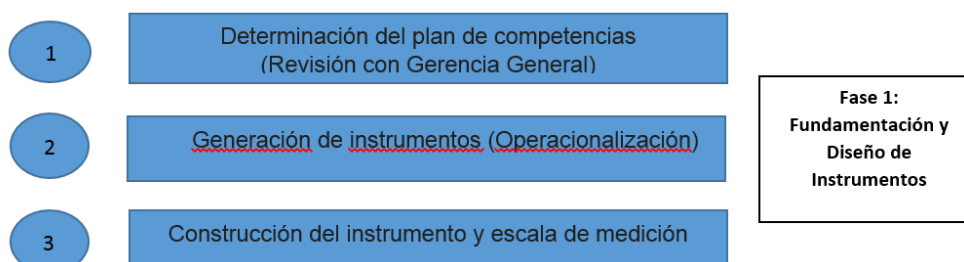 1
Determinación del plan de competencias
(Revisión con Gerencia General)
2
Generación de instrumentos (Operacionalización)
3
Construcción del instrumento y escala de medición
Fase 1:
Fundamentación y
Diseño de
Instrumentos